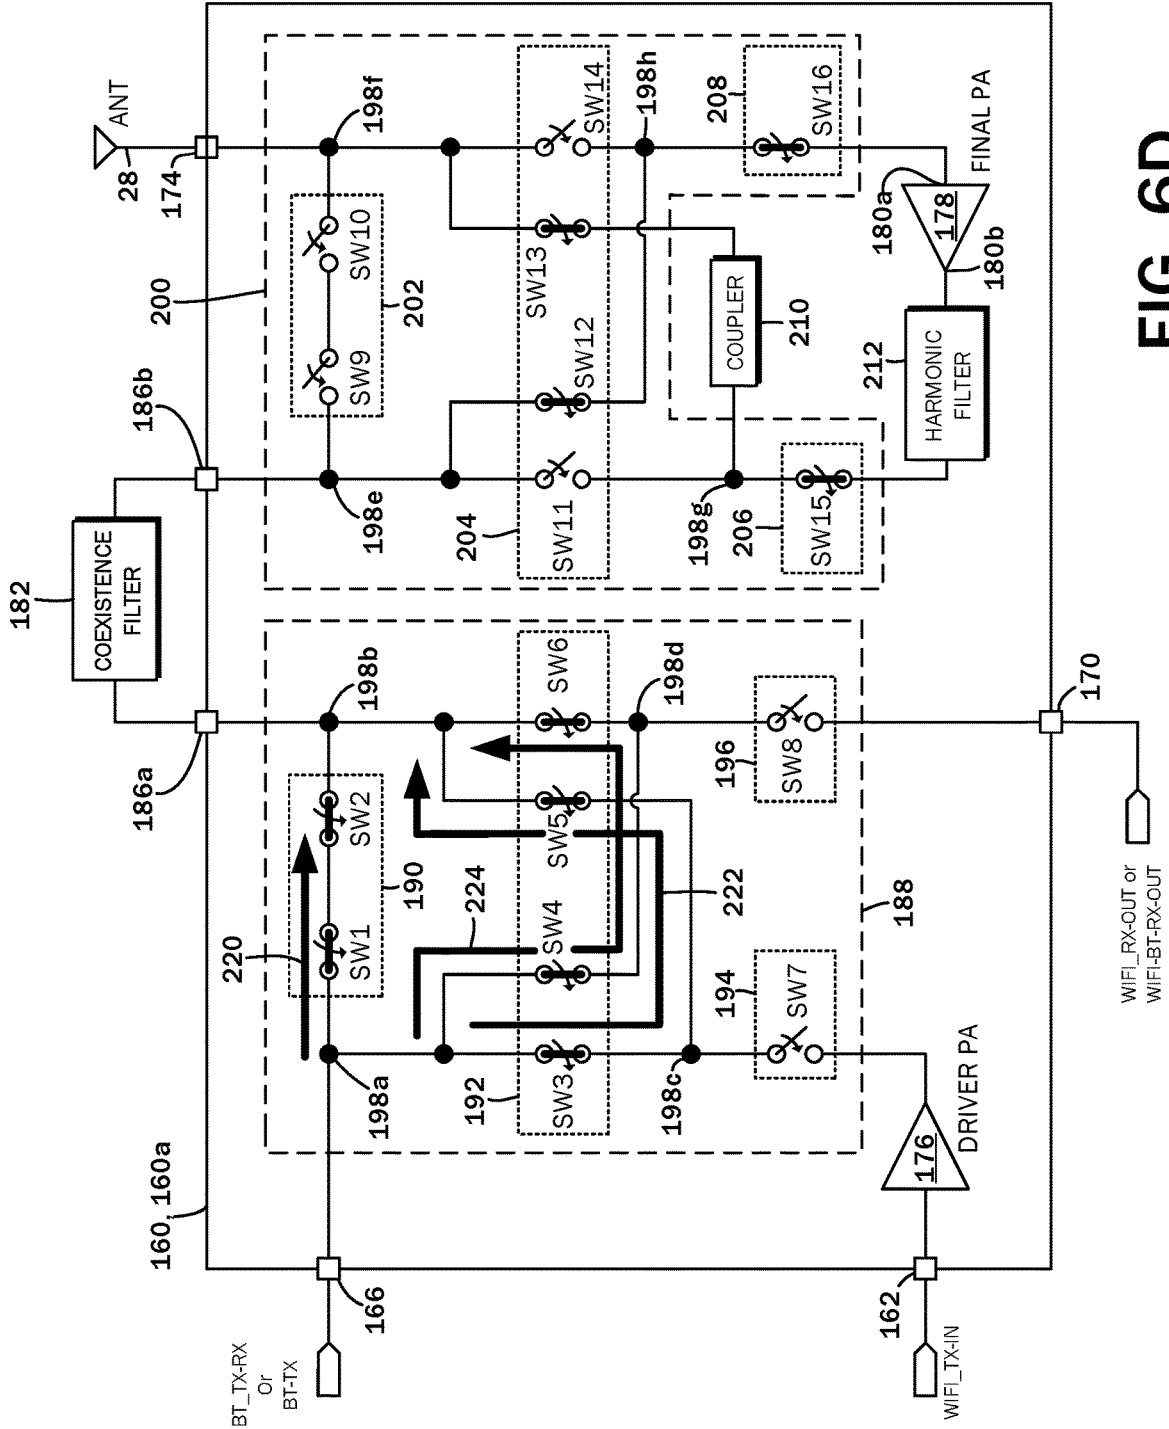 ANT
28
174
198f
SW14
198h
208
SW16
FINAL PA
180a
178
180b
FIG. 6D
200
SW10
202
SW9
SW13
SW12
COUPLER
210
212
HARMONIC
FILTER
186b
198e
204
SW11
198g
206
SW15
182
COEXISTENCE
FILTER
186a
198b
SW6
198d
170
SW2
190
SW1
220
224
SW5
SW4
222
196
SW8
188
194
SW7
198a
192
SW3
198c
176
DRIVER PA
160, 160a
166
162
BT_TX-RX
Or
BT-TX
WIFI_TX-IN
WIFI_RX-OUT or
WIFI-BT-RX-OUT